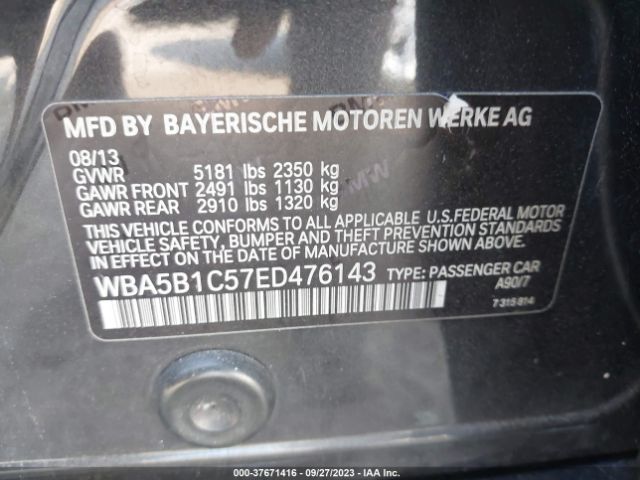 MFD BY BAYERISCHE MOTOREN WERKE AG
08/13
GVWR 5181 lbs 2350 kg
GAWR FRONT 2491 lbs 1130 kg
GAWR REAR 2910 lbs 1320 kg
THIS VEHICLE CONFORMS TO ALL APPLICABLE U.S.FEDERAL MOTOR
VEHICLE SAFETY, BUMPER AND THEFT PREVENTION STANDARDS
IN EFFECT ON THE DATE OF MANUFACTURE SHOWN ABOVE.
WBA5B1C57ED476143 TYPE: PASSENGER CAR
A90/7
7 315 814
000-37671416 - 09/27/2023 - IAA Inc.